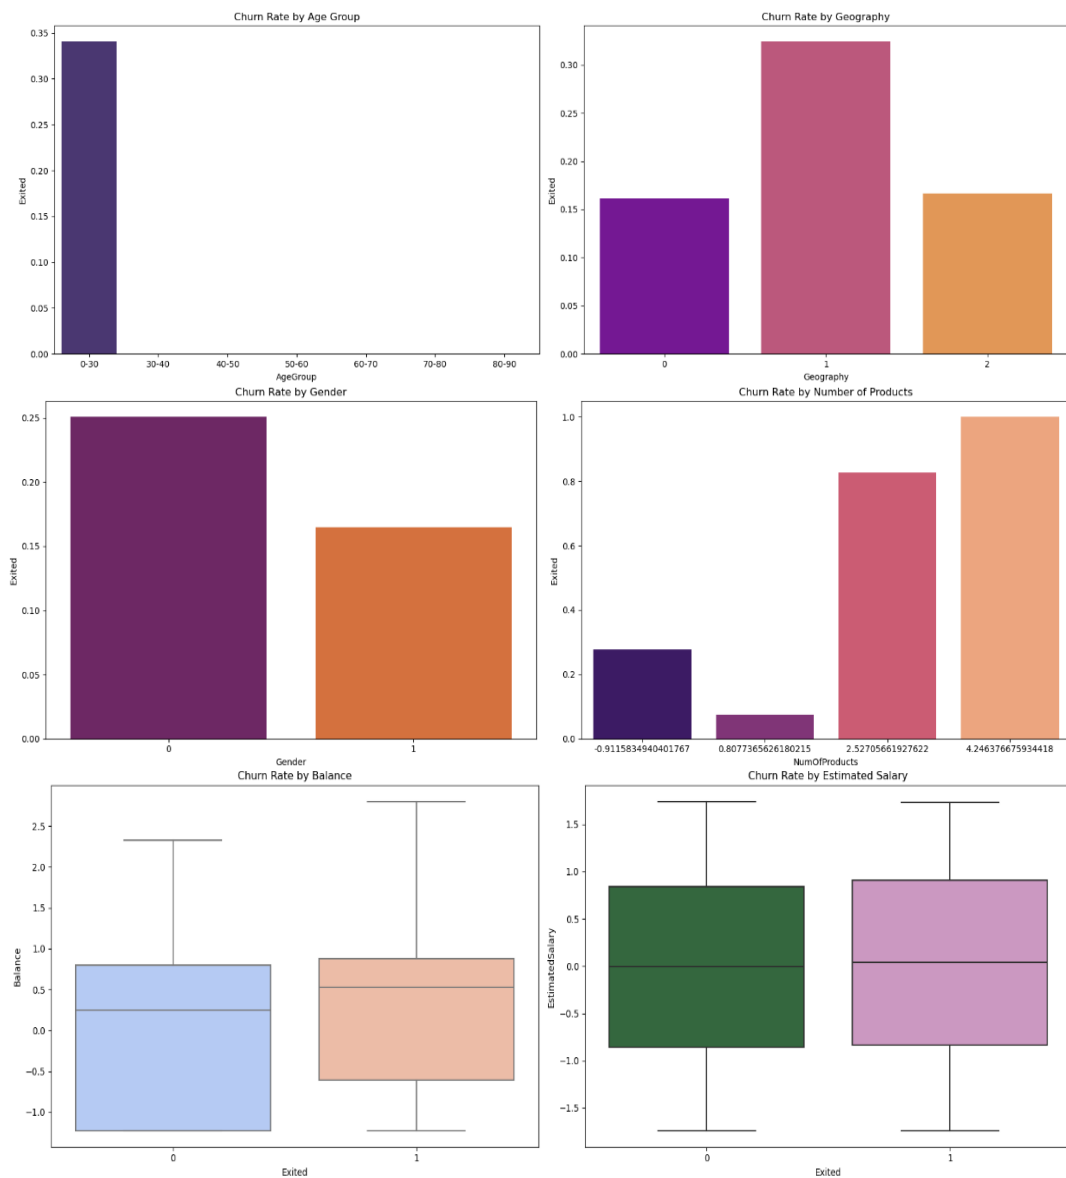 Churn Rate by Age Group
0.35
0.30
0.25
0.20
0.15
0.10
0.05
0.00
Exited
0-30 30-40 40-50 50-60 60-70 70-80 80-90
AgeGroup
Churn Rate by Geography
0.30
0.25
0.20
0.15
0.10
0.05
0.00
Exited
0 1 2
Geography
Churn Rate by Gender
0.25
0.20
0.15
0.10
0.05
0.00
Exited
0 1
Gender
Churn Rate by Number of Products
1.0
0.8
0.6
0.4
0.2
0.0
Exited
-0.9115834940401767 0.8077365626180215 2.52705661927622 4.246376675934418
NumOfProducts
Churn Rate by Balance
2.5
2.0
1.5
1.0
0.5
0.0
−0.5
−1.0
Balance
0 1
Exited
Churn Rate by Estimated Salary
1.5
1.0
0.5
0.0
−0.5
−1.0
−1.5
EstimatedSalary
0 1
Exited